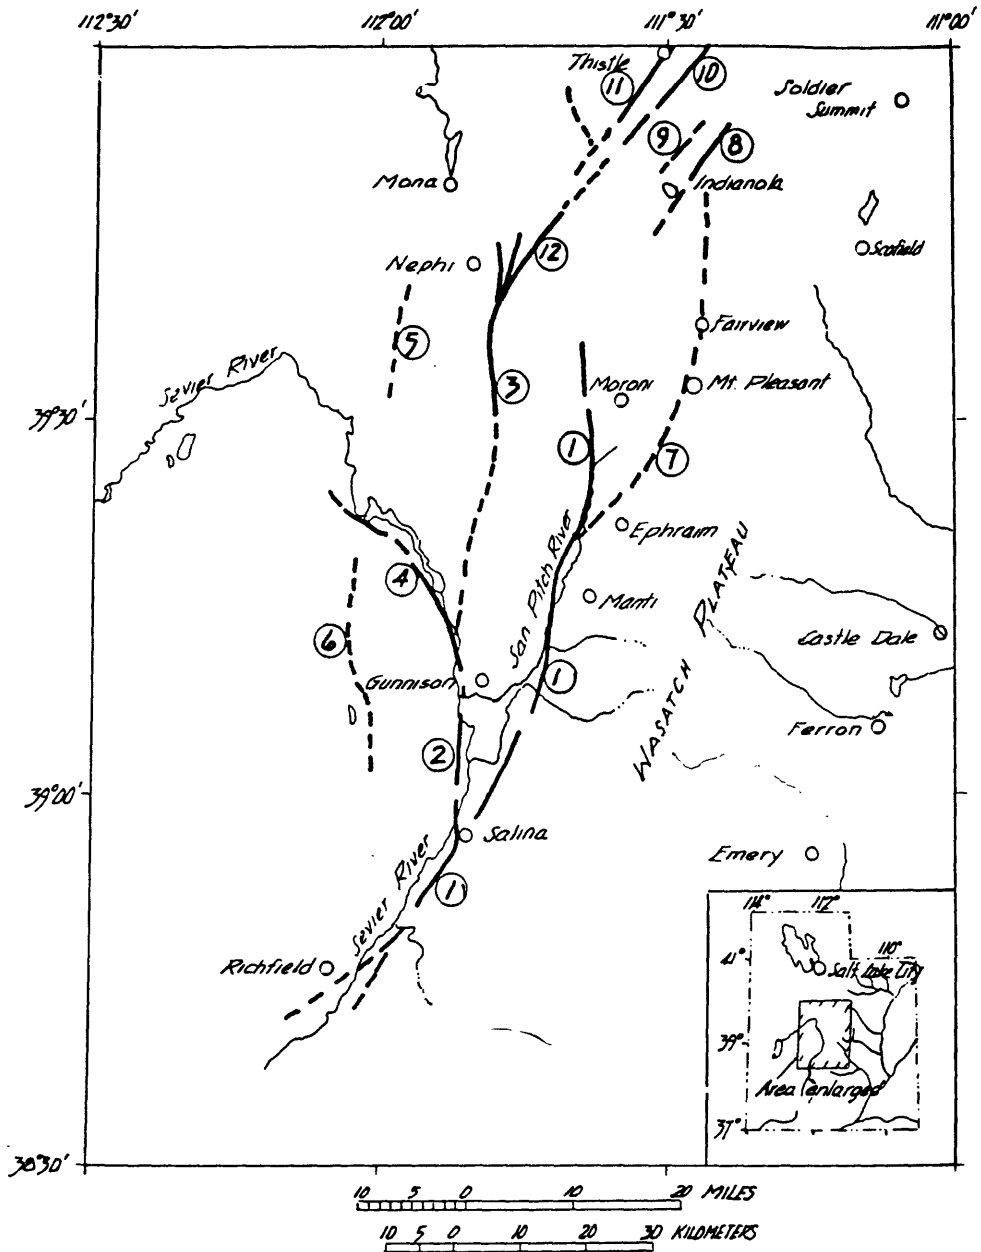 112°30'
112°00'
111°30'
111°00'
Thistle
11
10
Soldier
Summit
9
8
Mona
Indianola
12
Nephi
Scofield
5
Fairview
Sevier River
3
Moroni
Mt. Pleasant
39°30'
1
7
San Pitch River
Ephraim
4
Manti
WASATCH PLATEAU
6
Castle Dale
Gunnison
1
2
Ferron
39°00'
Salina
Emery
1
Sevier River
Richfield
114°
112°
41°
110°
Salt Lake City
39°
Area enlarged
37°
38°30'
10 5 0 10 20 MILES
10 5 0 10 20 30 KILOMETERS